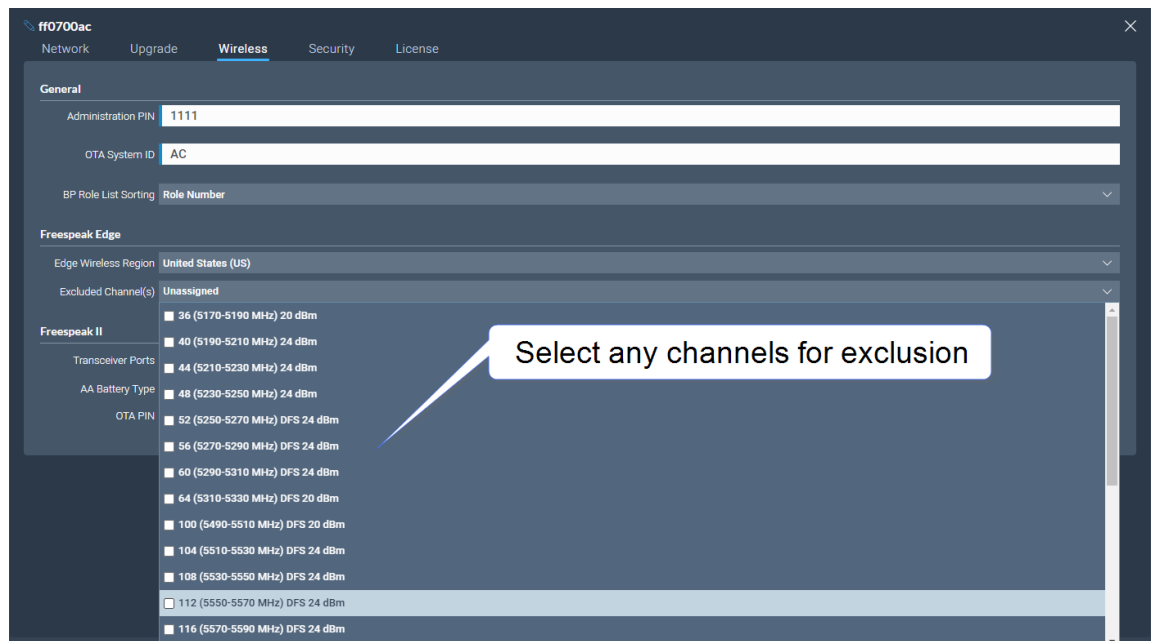 ff0700ac
Network Upgrade Wireless Security License
General
Administration PIN 1111
OTA System ID AC
BP Role List Sorting Role Number
Freespeak Edge
Edge Wireless Region United States (US)
Excluded Channel(s) Unassigned
Freespeak II
Transceiver Ports
AA Battery Type
OTA PIN
36 (5170-5190 MHz) 20 dBm
40 (5190-5210 MHz) 24 dBm
44 (5210-5230 MHz) 24 dBm
48 (5230-5250 MHz) 24 dBm
52 (5250-5270 MHz) DFS 24 dBm
56 (5270-5290 MHz) DFS 24 dBm
60 (5290-5310 MHz) DFS 24 dBm
64 (5310-5330 MHz) DFS 20 dBm
100 (5490-5510 MHz) DFS 20 dBm
104 (5510-5530 MHz) DFS 24 dBm
108 (5530-5550 MHz) DFS 24 dBm
112 (5550-5570 MHz) DFS 24 dBm
116 (5570-5590 MHz) DFS 24 dBm
Select any channels for exclusion